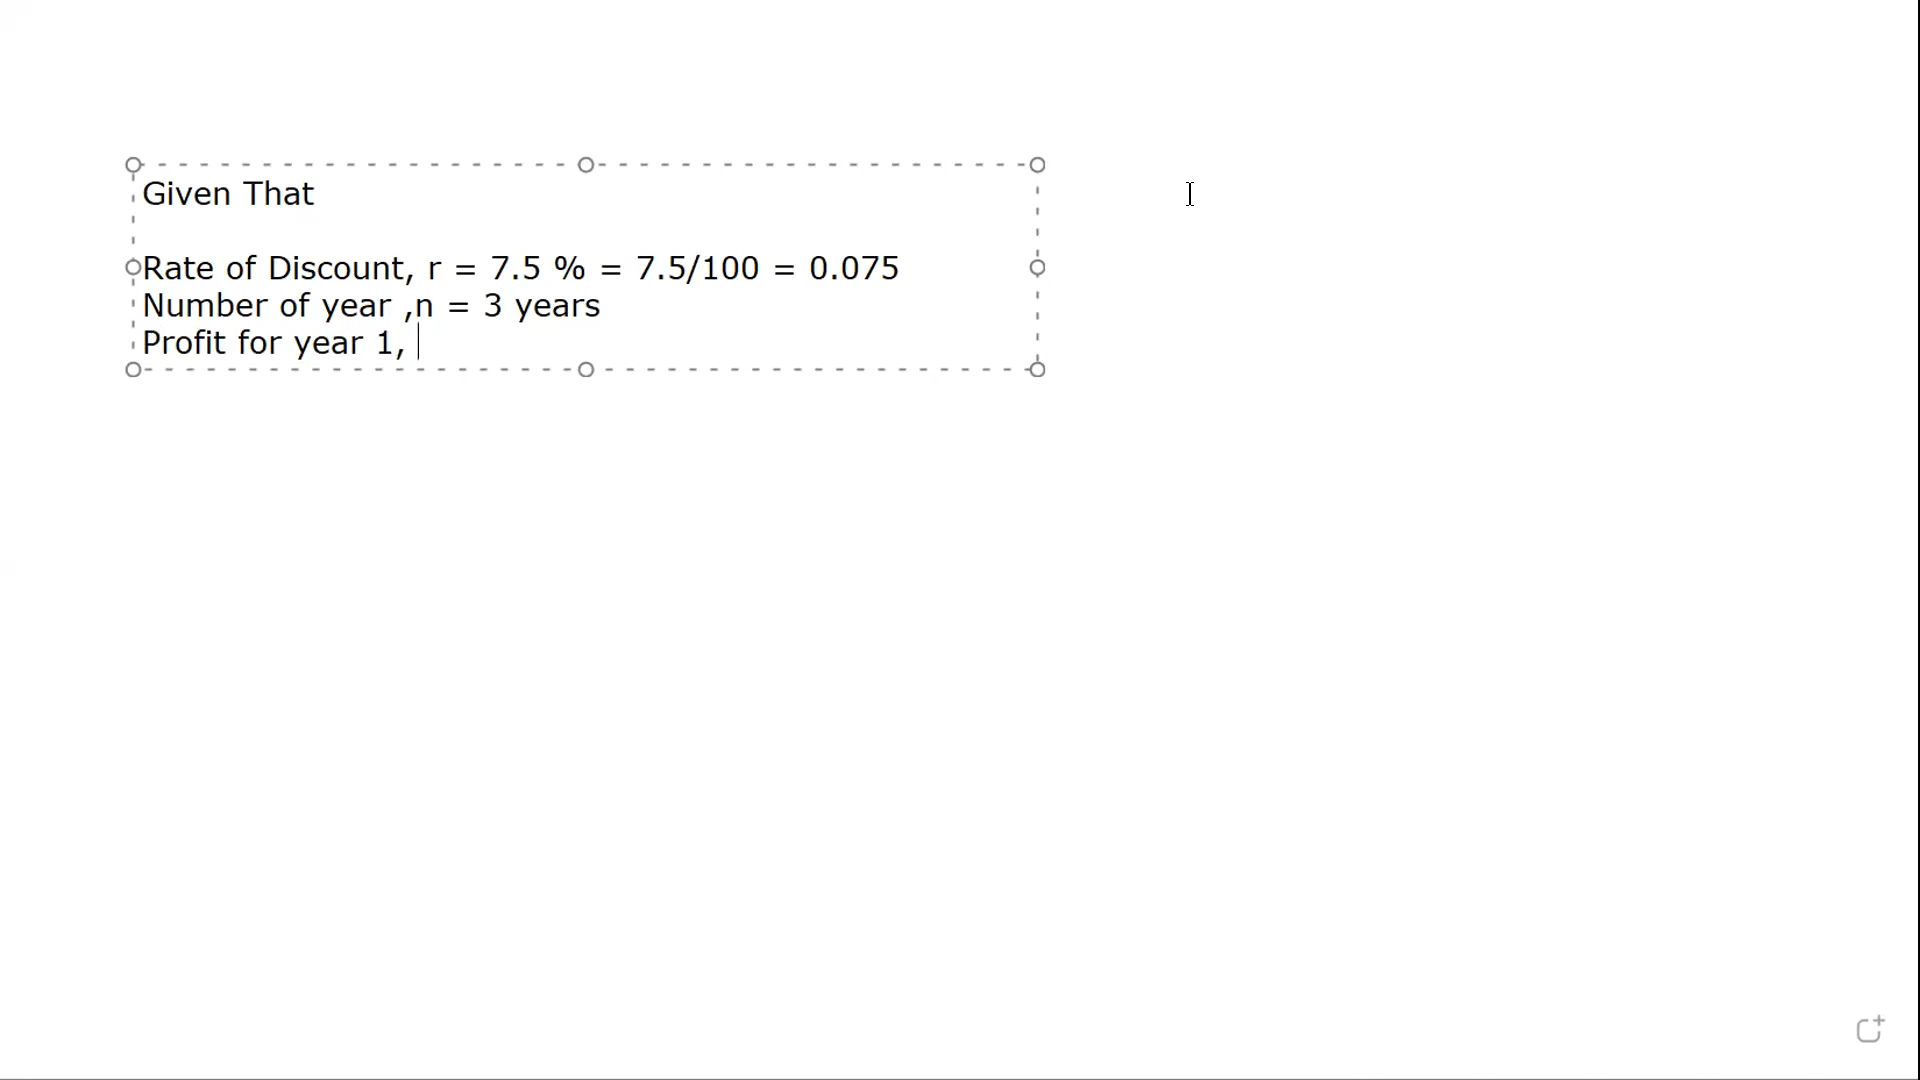 Given That
Rate of Discount, r = 7.5 % = 7.5/100 = 0.075
Number of year ,n = 3 years
Profit for year 1,